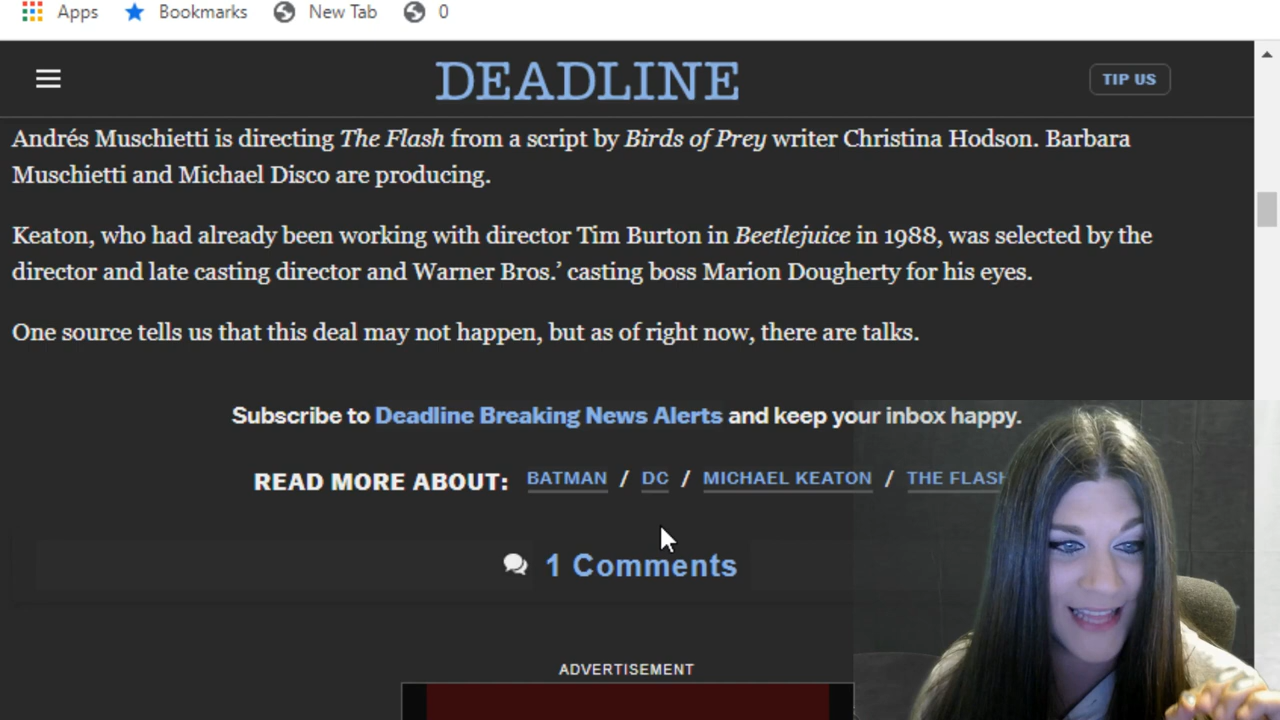 Apps Bookmarks New Tab 0
DEADLINE
TIP US
Andrés Muschietti is directing The Flash from a script by Birds of Prey writer Christina Hodson. Barbara
Muschietti and Michael Disco are producing.
Keaton, who had already been working with director Tim Burton in Beetlejuice in 1988, was selected by the
director and late casting director and Warner Bros.’ casting boss Marion Dougherty for his eyes.
One source tells us that this deal may not happen, but as of right now, there are talks.
Subscribe to Deadline Breaking News Alerts and keep your inbox happy.
READ MORE ABOUT: BATMAN / DC / MICHAEL KEATON / THE FLASH
1 Comments
ADVERTISEMENT